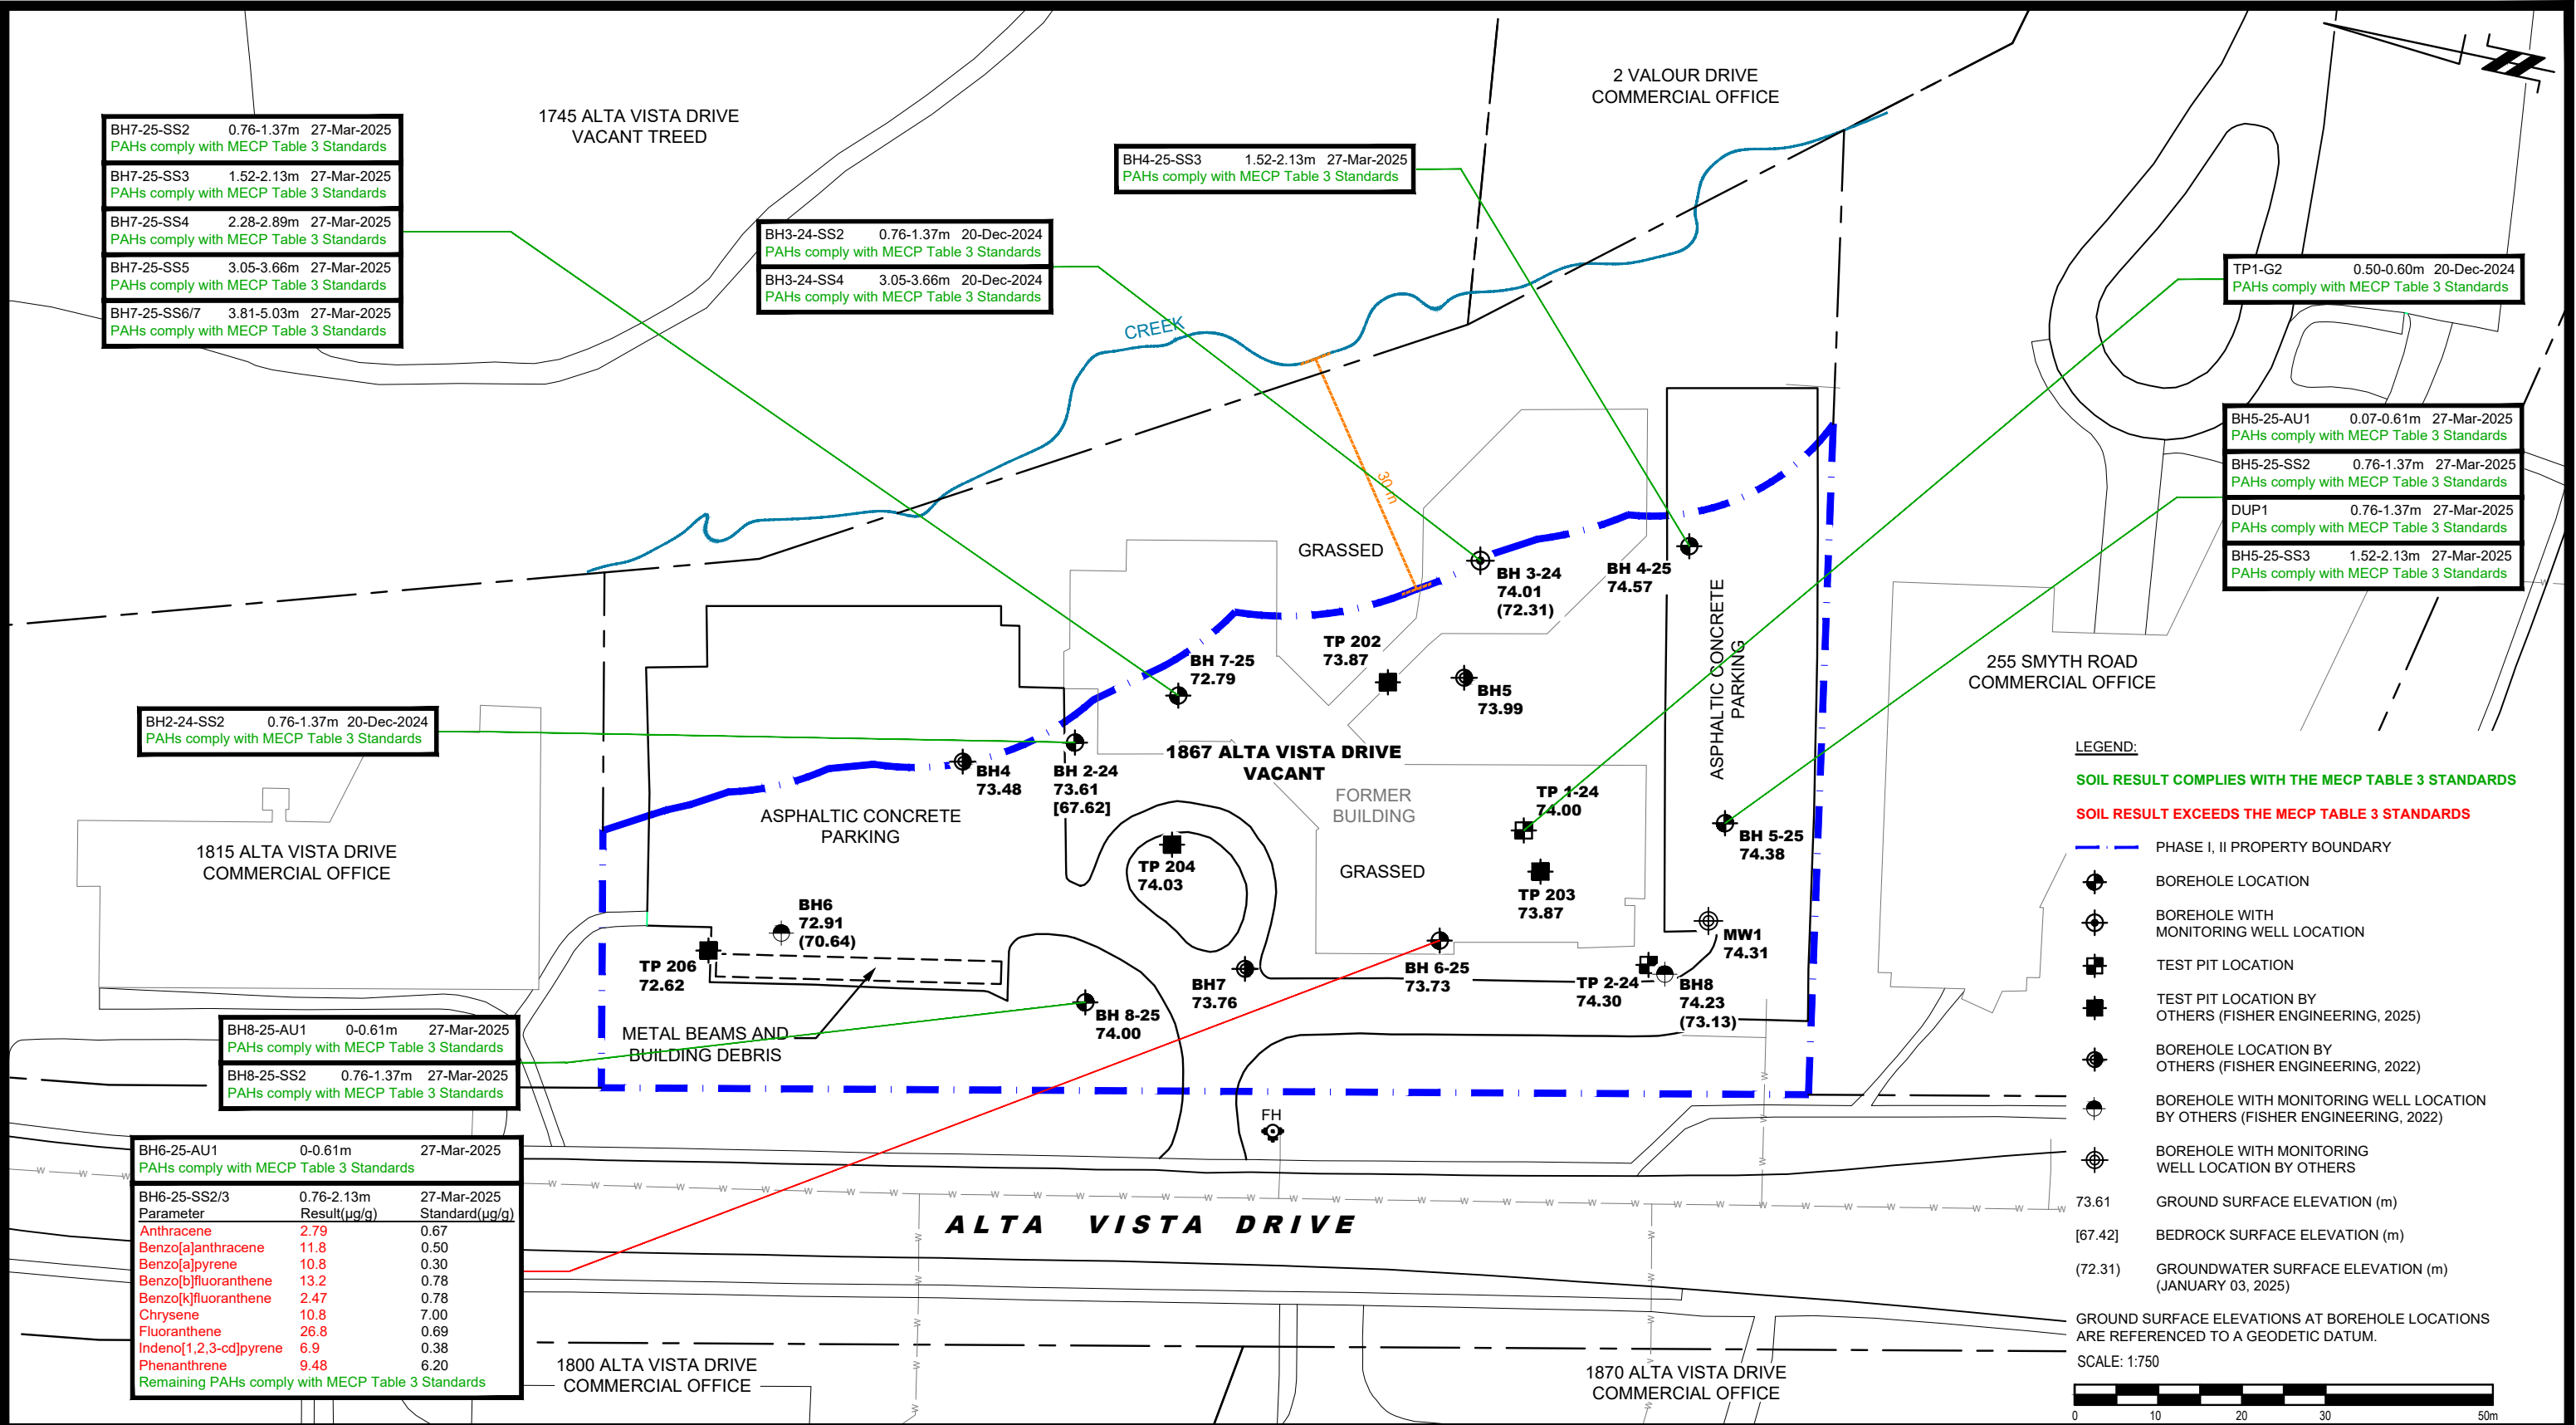 1745 ALTA VISTA DRIVE
VACANT TREED
2 VALOUR DRIVE
COMMERCIAL OFFICE
BH7-25-SS2 0.76-1.37m 27-Mar-2025
PAHs comply with MECP Table 3 Standards
BH7-25-SS3 1.52-2.13m 27-Mar-2025
PAHs comply with MECP Table 3 Standards
BH7-25-SS4 2.28-2.89m 27-Mar-2025
PAHs comply with MECP Table 3 Standards
BH7-25-SS5 3.05-3.66m 27-Mar-2025
PAHs comply with MECP Table 3 Standards
BH7-25-SS6/7 3.81-5.03m 27-Mar-2025
PAHs comply with MECP Table 3 Standards
BH3-24-SS2 0.76-1.37m 20-Dec-2024
PAHs comply with MECP Table 3 Standards
BH3-24-SS4 3.05-3.66m 20-Dec-2024
PAHs comply with MECP Table 3 Standards
BH4-25-SS3 1.52-2.13m 27-Mar-2025
PAHs comply with MECP Table 3 Standards
TP1-G2 0.50-0.60m 20-Dec-2024
PAHs comply with MECP Table 3 Standards
BH5-25-AU1 0.07-0.61m 27-Mar-2025
PAHs comply with MECP Table 3 Standards
BH5-25-SS2 0.76-1.37m 27-Mar-2025
PAHs comply with MECP Table 3 Standards
DUP1 0.76-1.37m 27-Mar-2025
PAHs comply with MECP Table 3 Standards
BH5-25-SS3 1.52-2.13m 27-Mar-2025
PAHs comply with MECP Table 3 Standards
CREEK
30 m
GRASSED
BH 3-24
74.01
(72.31)
BH 4-25
74.57
ASPHALTIC CONCRETE
PARKING
TP 202
73.87
BH5
73.99
BH 7-25
72.79
255 SMYTH ROAD
COMMERCIAL OFFICE
BH2-24-SS2 0.76-1.37m 20-Dec-2024
PAHs comply with MECP Table 3 Standards
1867 ALTA VISTA DRIVE
VACANT
BH4
73.48
BH 2-24
73.61
[67.62]
ASPHALTIC CONCRETE
PARKING
FORMER
BUILDING
TP 1-24
74.00
BH 5-25
74.38
1815 ALTA VISTA DRIVE
COMMERCIAL OFFICE
TP 204
74.03
GRASSED
TP 203
73.87
BH6
72.91
(70.64)
TP 206
72.62
MW1
74.31
BH7
73.76
BH 6-25
73.73
TP 2-24
74.30
BH8
74.23
(73.13)
BH 8-25
74.00
METAL BEAMS AND
BUILDING DEBRIS
BH8-25-AU1 0-0.61m 27-Mar-2025
PAHs comply with MECP Table 3 Standards
BH8-25-SS2 0.76-1.37m 27-Mar-2025
PAHs comply with MECP Table 3 Standards
FH
BH6-25-AU1 0-0.61m 27-Mar-2025
PAHs comply with MECP Table 3 Standards
BH6-25-SS2/3 0.76-2.13m 27-Mar-2025
Parameter Result(µg/g) Standard(µg/g)
Anthracene 2.79 0.67
Benzo[a]anthracene 11.8 0.50
Benzo[a]pyrene 10.8 0.30
Benzo[b]fluoranthene 13.2 0.78
Benzo[k]fluoranthene 2.47 0.78
Chrysene 10.8 7.00
Fluoranthene 26.8 0.69
Indeno[1,2,3-cd]pyrene 6.9 0.38
Phenanthrene 9.48 6.20
Remaining PAHs comply with MECP Table 3 Standards
ALTA VISTA DRIVE
1800 ALTA VISTA DRIVE
COMMERCIAL OFFICE
1870 ALTA VISTA DRIVE
COMMERCIAL OFFICE
LEGEND:
SOIL RESULT COMPLIES WITH THE MECP TABLE 3 STANDARDS
SOIL RESULT EXCEEDS THE MECP TABLE 3 STANDARDS
PHASE I, II PROPERTY BOUNDARY
BOREHOLE LOCATION
BOREHOLE WITH
MONITORING WELL LOCATION
TEST PIT LOCATION
TEST PIT LOCATION BY
OTHERS (FISHER ENGINEERING, 2025)
BOREHOLE LOCATION BY
OTHERS (FISHER ENGINEERING, 2022)
BOREHOLE WITH MONITORING WELL LOCATION
BY OTHERS (FISHER ENGINEERING, 2022)
BOREHOLE WITH MONITORING
WELL LOCATION BY OTHERS
73.61 GROUND SURFACE ELEVATION (m)
[67.42] BEDROCK SURFACE ELEVATION (m)
(72.31) GROUNDWATER SURFACE ELEVATION (m)
(JANUARY 03, 2025)
GROUND SURFACE ELEVATIONS AT BOREHOLE LOCATIONS
ARE REFERENCED TO A GEODETIC DATUM.
SCALE: 1:750
0 10 20 30 50m